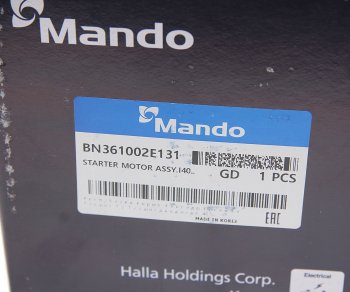 Mando
Mando
BN361002E131
STARTER MOTOR ASSY.I40..
GD 1 PCS
MADE IN KOREA
EAC
Halla Holdings Corp.
Electrical